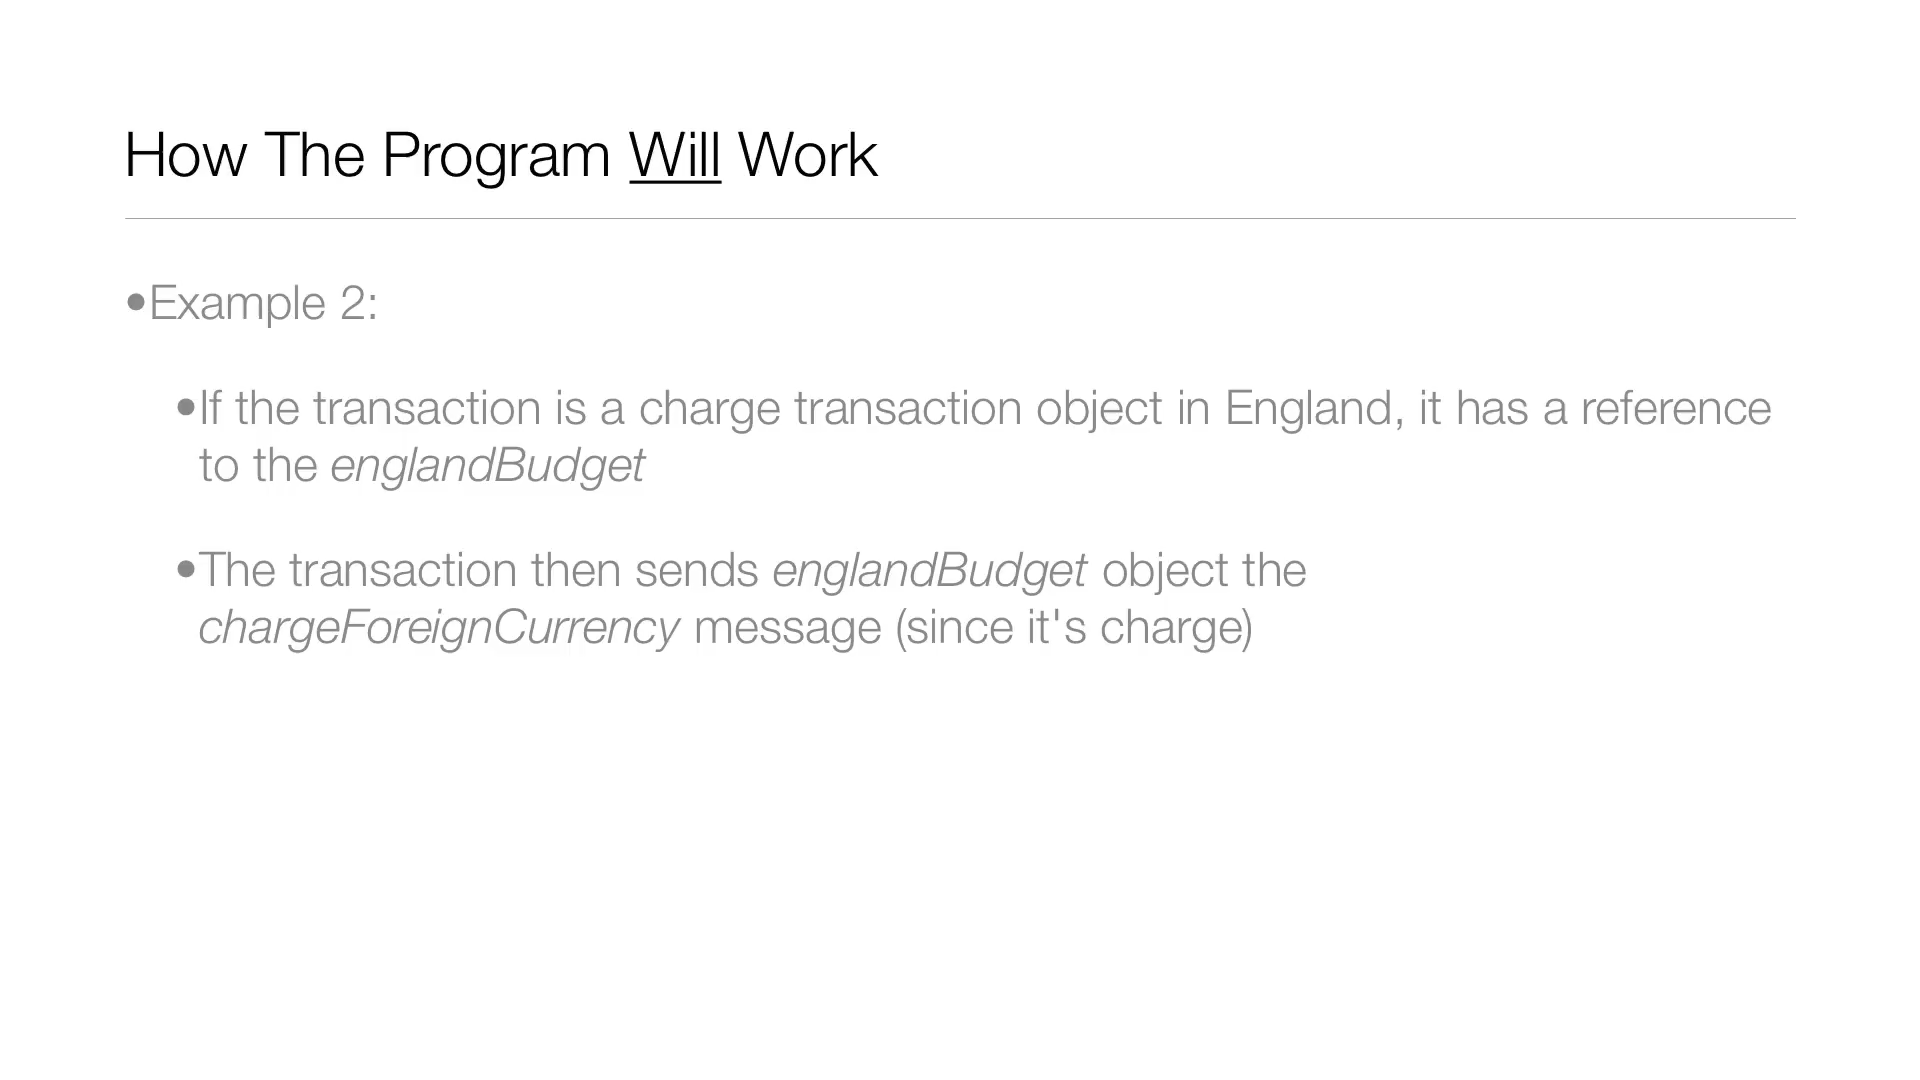 How The Program Will Work
•Example 2:
•If the transaction is a charge transaction object in England, it has a reference
to the englandBudget
•The transaction then sends englandBudget object the
chargeForeignCurrency message (since it's charge)